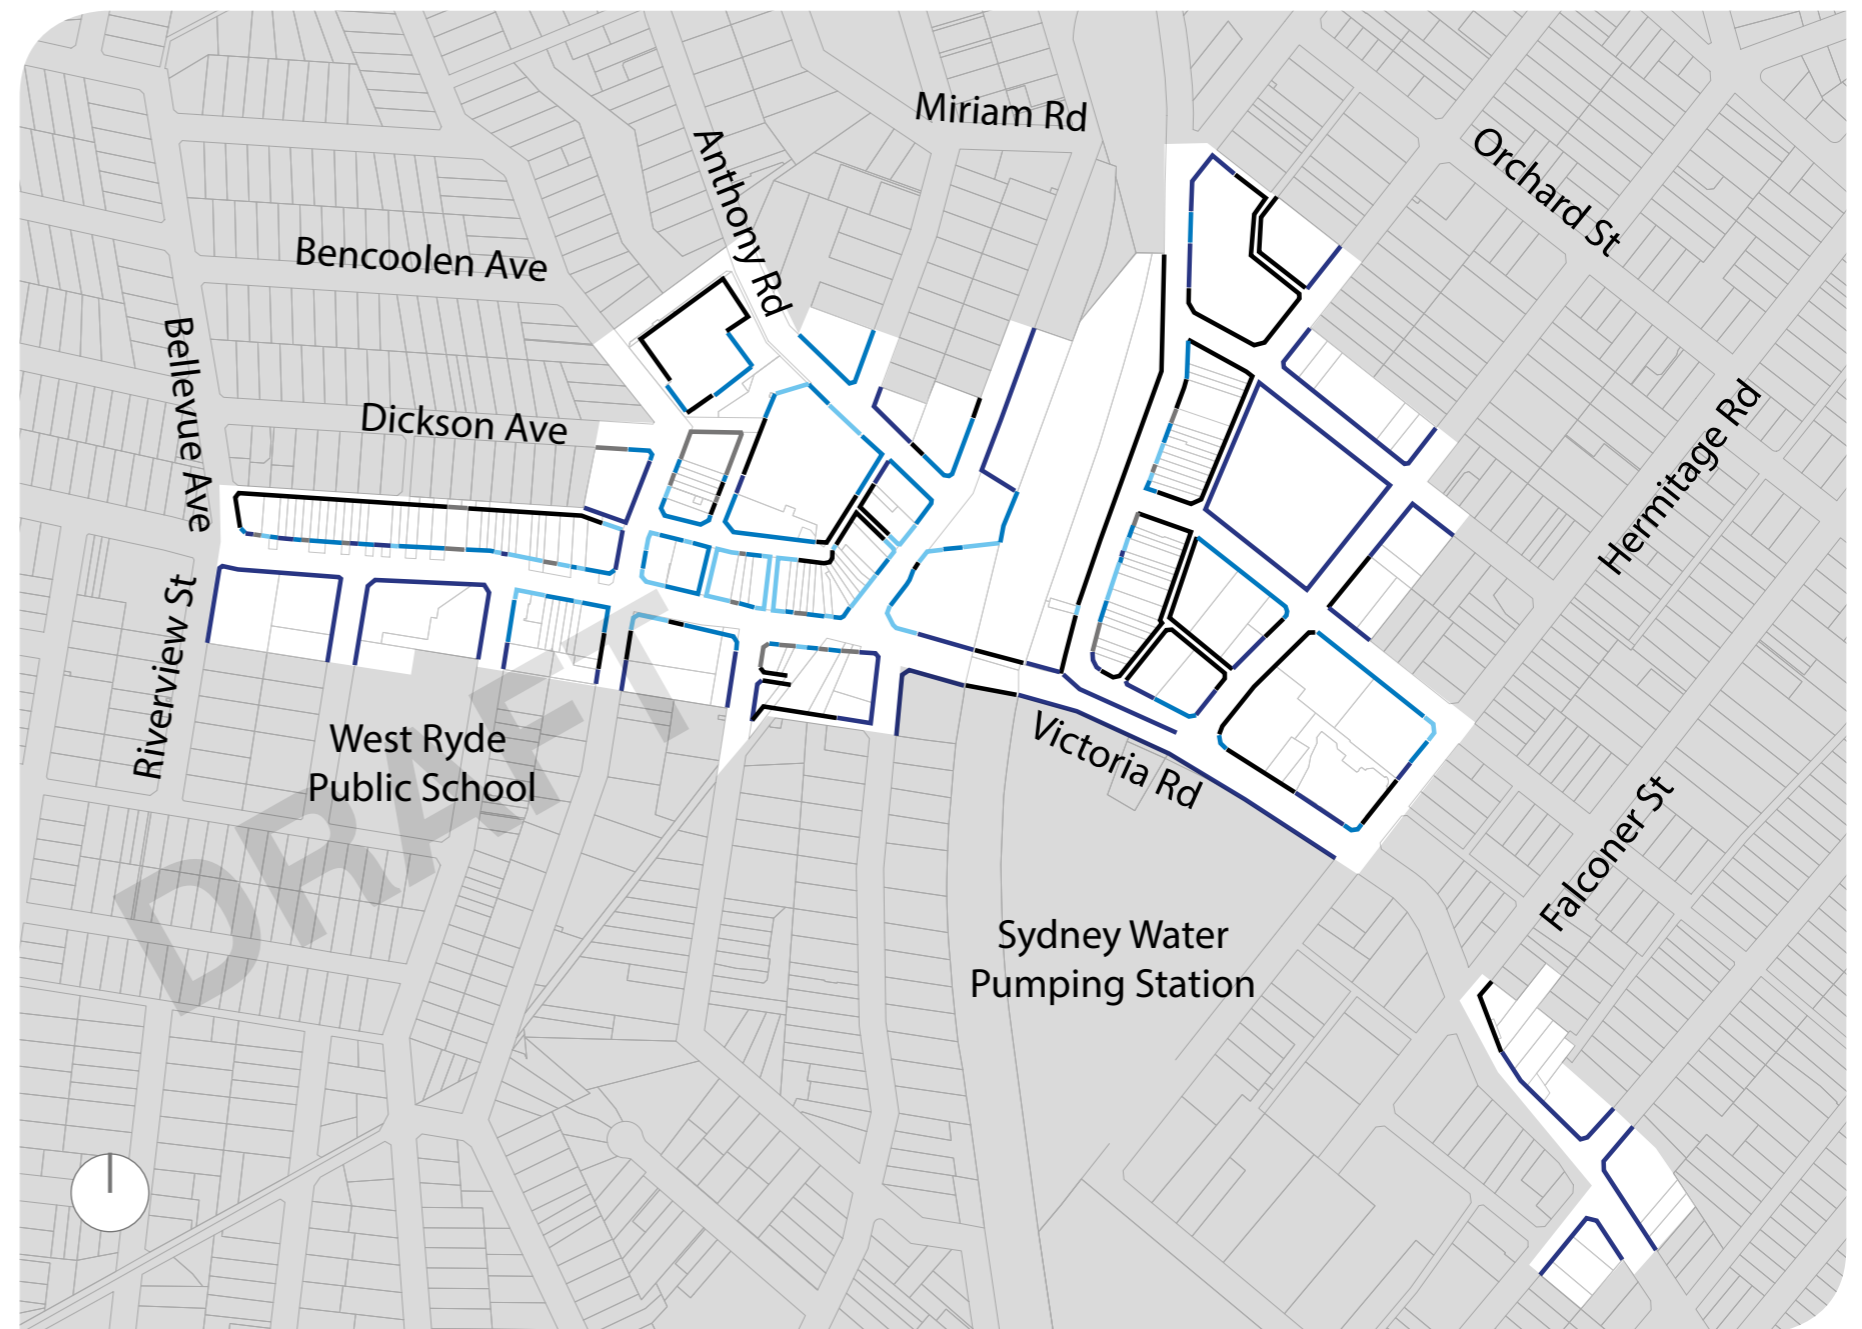 Miriam Rd
Orchard St
Anthony Rd
Bencoolen Ave
Bellevue Ave
Dickson Ave
Hermitage Rd
Riverview St
West Ryde
Public School
Victoria Rd
Falconer St
DRAFT
Sydney Water
Pumping Station